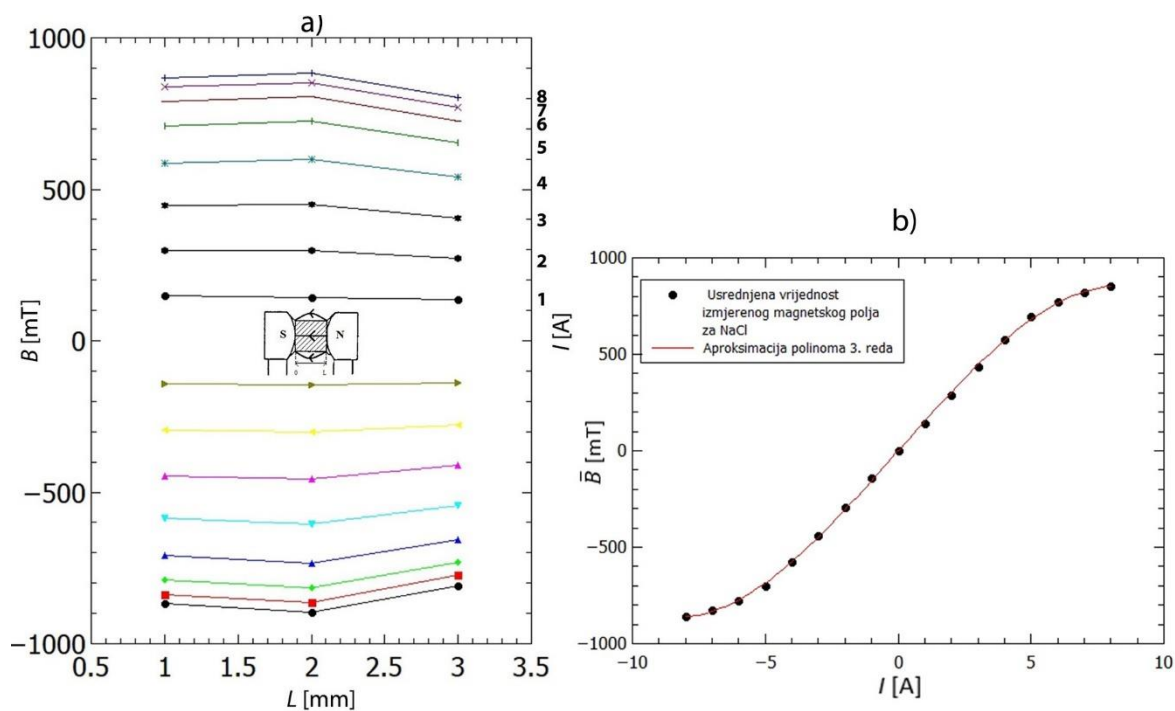 a)
1000
500
0
−500
−1000
B [mT]
0.5 1 1.5 2 2.5 3 3.5
L [mm]
8
7
6
5
4
3
2
1
I [A]
S N
0 L
b)
1000
500
0
−500
−1000
B̄ [mT]
−10 −5 0 5 10
I [A]
Usrednjena vrijednost
izmjerenog magnetskog polja
za NaCl
Aproksimacija polinoma 3. reda